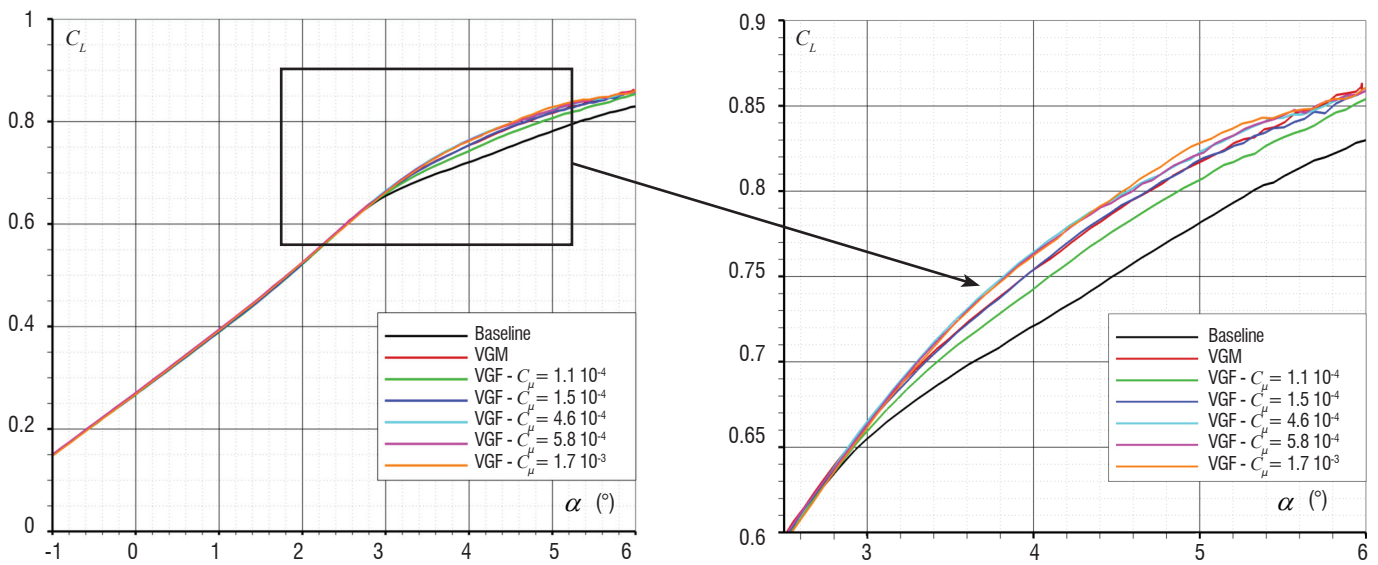 1
0.8
0.6
0.4
0.2
0
C_L
Baseline
VGM
VGF - C_μ = 1.1 10⁻⁴
VGF - C_μ = 1.5 10⁻⁴
VGF - C_μ = 4.6 10⁻⁴
VGF - C_μ = 5.8 10⁻⁴
VGF - C_μ = 1.7 10⁻³
α (°)
-1 0 1 2 3 4 5 6
0.9
0.85
0.8
0.75
0.7
0.65
0.6
C_L
Baseline
VGM
VGF - C_μ = 1.1 10⁻⁴
VGF - C_μ = 1.5 10⁻⁴
VGF - C_μ = 4.6 10⁻⁴
VGF - C_μ = 5.8 10⁻⁴
VGF - C_μ = 1.7 10⁻³
α (°)
3 4 5 6